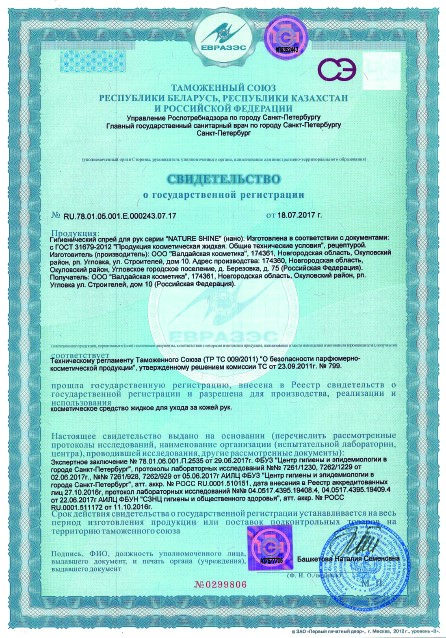 ЕВРАЗЭС
СЭ
ТАМОЖЕННЫЙ СОЮЗ
РЕСПУБЛИКИ БЕЛАРУСЬ, РЕСПУБЛИКИ КАЗАХСТАН
И РОССИЙСКОЙ ФЕДЕРАЦИИ
Управление Роспотребнадзора по городу Санкт-Петербургу
Главный государственный санитарный врач по городу Санкт-Петербургу
Санкт-Петербург
(уполномоченный орган Стороны, руководитель уполномоченного органа, наименование административно-территориального образования)
СВИДЕТЕЛЬСТВО
о государственной регистрации
№ RU.78.01.05.001.Е.000243.07.17 от 18.07.2017 г.
Продукция:
Гигиенический спрей для рук серии "NATURE SHINE" (нано). Изготовлена в соответствии с документами:
с ГОСТ 31679-2012 "Продукция косметическая жидкая. Общие технические условия", рецептурой.
Изготовитель (производитель): ООО "Валдайская косметика", 174361, Новгородская область, Окуловский
район, рп. Угловка, ул. Строителей, дом 10. Адрес производства: 174360, Новгородская область,
Окуловский район, Угловское городское поселение, д. Березовка, д. 75 (Российская Федерация).
Получатель: ООО "Валдайская косметика", 174361, Новгородская область, Окуловский район, рп.
Угловка ул. Строителей, дом 10 (Российская Федерация).
соответствует
Техническому регламенту Таможенного Союза (ТР ТС 009/2011) "О безопасности парфюмерно-
косметической продукции", утвержденному решением комиссии ТС от 23.09.2011г. № 799.
прошла государственную регистрацию, внесена в Реестр свидетельств о
государственной регистрации и разрешена для производства, реализации и
использования
косметическое средство жидкое для ухода за кожей рук.
Настоящее свидетельство выдано на основании (перечислить рассмотренные
протоколы исследований, наименование организации (испытательной лаборатории,
центра), проводившей исследования, другие рассмотренные документы):
Экспертное заключение № 78.01.06.001.П.2535 от 29.06.2017г. ФБУЗ "Центр гигиены и эпидемиологии в
городе Санкт-Петербург", протоколы лабораторных исследований №№ 7261/1230, 7262/1229 от
02.06.2017г., №№ 7261/928, 7262/929 от 05.06.2017 АИЛЦ ФБУЗ "Центр гигиены и эпидемиологии в
городе Санкт-Петербург", атт. аккр. № РОСС RU.0001.510151, дата внесения в Реестр аккредитованных
лиц 27.10.2016г, протокол лабораторных исследований №№ 04.0517.4395.19408.4, 04.0517.4395.19409.4
от 22.06.2017г АИЛЦ ФБУН "СЗНЦ гигиены и общественного здоровья", атт. аккр. № РОСС
RU.0001.511172 от 11.10.2016г.
Срок действия свидетельства о государственной регистрации устанавливается на весь
период изготовления продукции или поставок подконтрольных товаров на
территорию таможенного союза
Подпись, ФИО, должность уполномоченного лица,
выдавшего документ, и печать органа (учреждения),
выдавшего документ
Башкетова Наталия Семеновна
(Ф. И. О./подпись)
М. П.
№0299806
© ЗАО «Первый печатный двор», г. Москва, 2012 г., уровень «В».